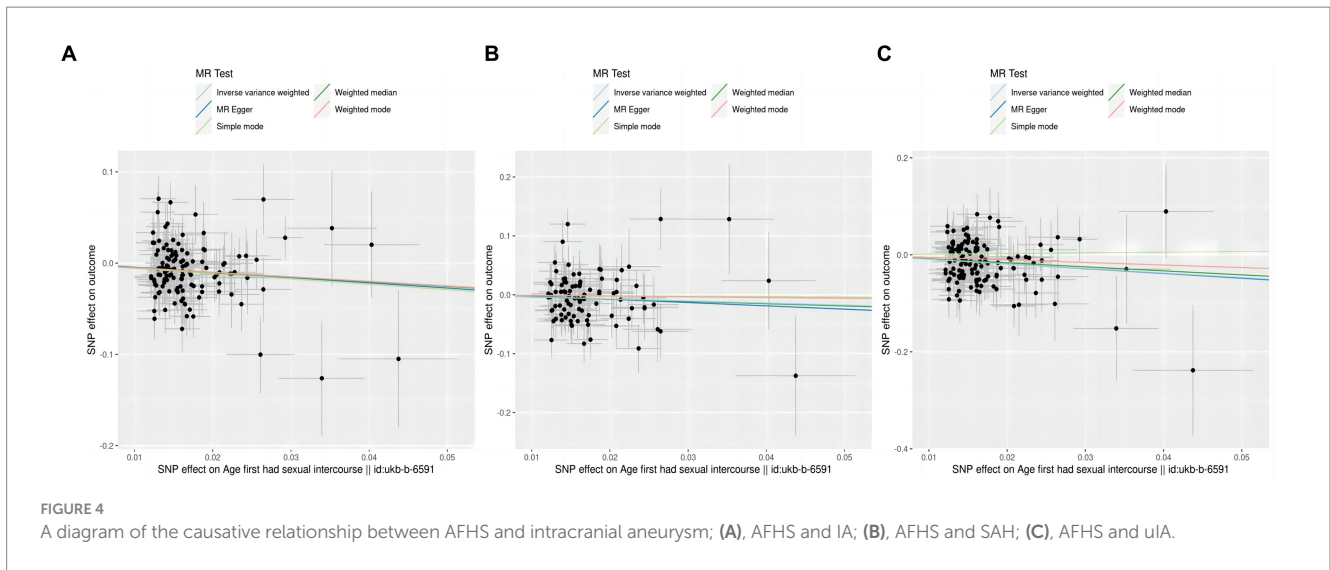 A
MR Test
Inverse variance weighted
Weighted median
MR Egger
Weighted mode
Simple mode
SNP effect on outcome
0.1
0.0
-0.1
-0.2
0.01
0.02
0.03
0.04
0.05
SNP effect on Age first had sexual intercourse || id:ukb-b-6591
B
MR Test
Inverse variance weighted
Weighted median
MR Egger
Weighted mode
Simple mode
SNP effect on outcome
0.2
0.1
0.0
-0.1
-0.2
0.01
0.02
0.03
0.04
0.05
SNP effect on Age first had sexual intercourse || id:ukb-b-6591
C
MR Test
Inverse variance weighted
Weighted median
MR Egger
Weighted mode
Simple mode
SNP effect on outcome
0.2
0.0
-0.2
-0.4
0.01
0.02
0.03
0.04
0.05
SNP effect on Age first had sexual intercourse || id:ukb-b-6591
FIGURE 4
A diagram of the causative relationship between AFHS and intracranial aneurysm; (A), AFHS and IA; (B), AFHS and SAH; (C), AFHS and uIA.